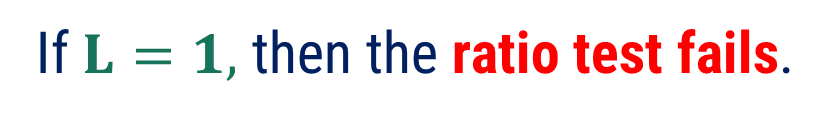 If L = 1, then the ratio test fails.